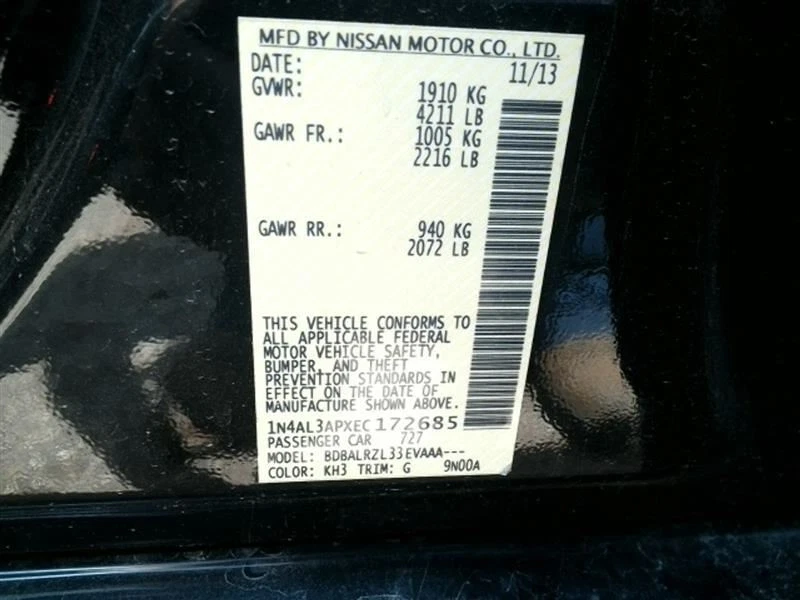 MFD BY NISSAN MOTOR CO., LTD.
DATE: 11/13
GVWR: 1910 KG
4211 LB
GAWR FR.: 1005 KG
2216 LB
GAWR RR.: 940 KG
2072 LB
THIS VEHICLE CONFORMS TO
ALL APPLICABLE FEDERAL
MOTOR VEHICLE SAFETY,
BUMPER, AND THEFT
PREVENTION STANDARDS IN
EFFECT ON THE DATE OF
MANUFACTURE SHOWN ABOVE.
1N4AL3APXEC172685
PASSENGER CAR 727
MODEL: BDBALRZL33EVAAA---
COLOR: KH3 TRIM: G 9N00A